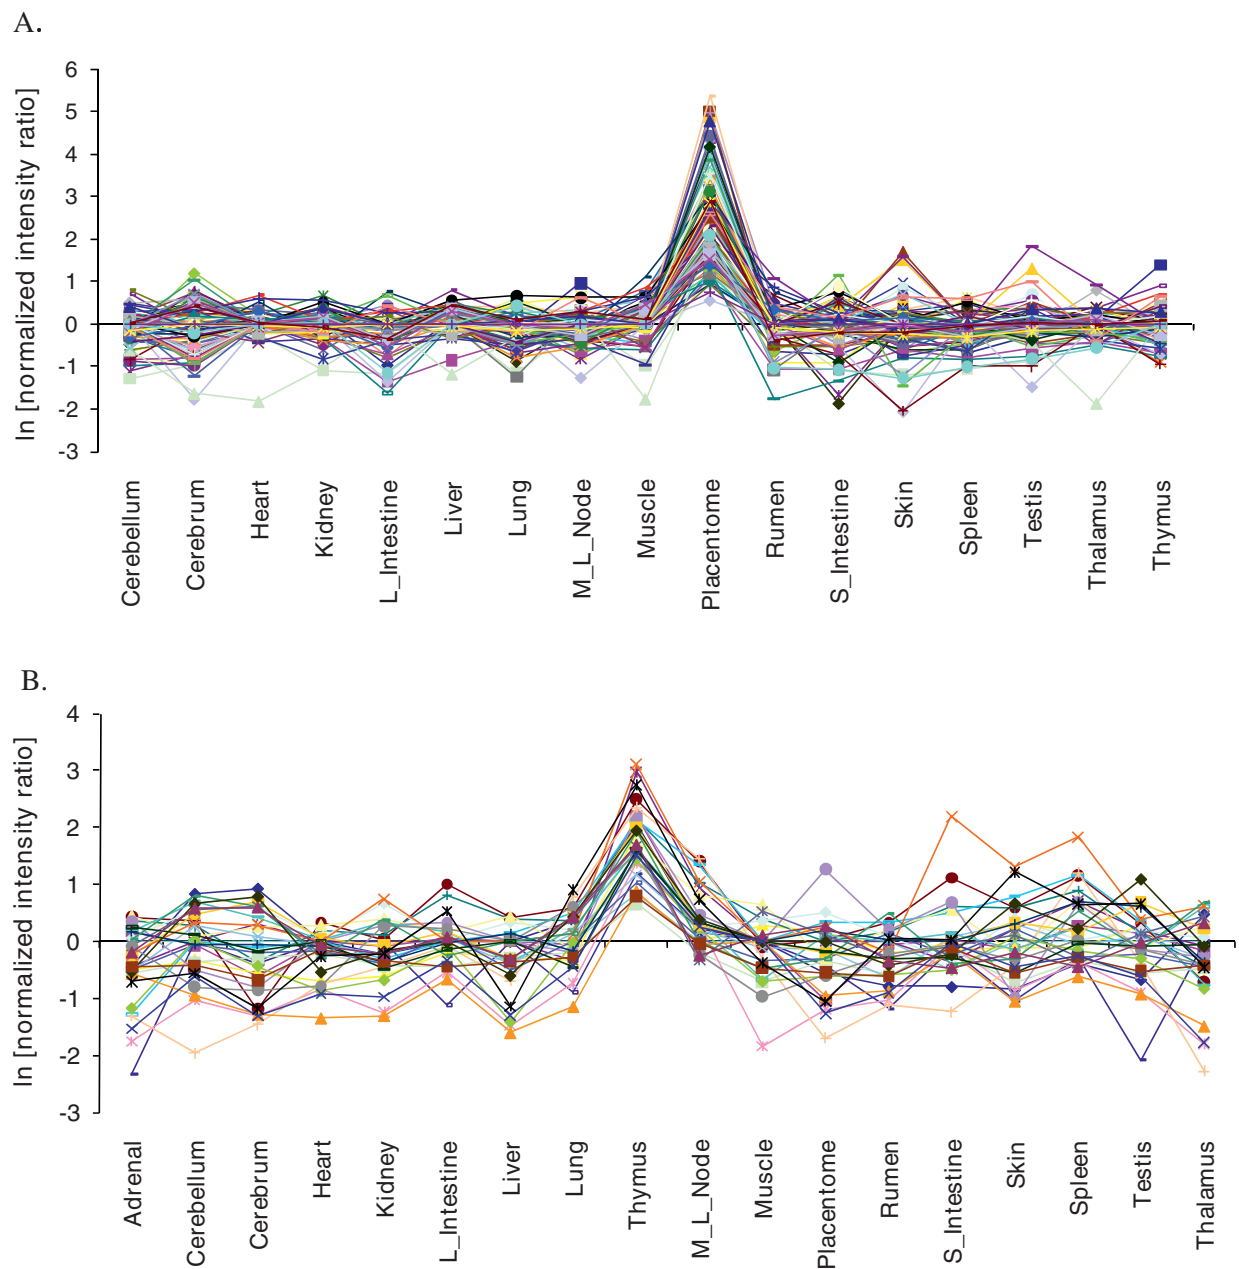 A.
ln [normalized intensity ratio]
6
5
4
3
2
1
0
-1
-2
-3
Cerebellum
Cerebrum
Heart
Kidney
L_Intestine
Liver
Lung
M_L_Node
Muscle
Placentome
Rumen
S_Intestine
Skin
Spleen
Testis
Thalamus
Thymus
B.
ln [normalized intensity ratio]
4
3
2
1
0
-1
-2
-3
Adrenal
Cerebellum
Cerebrum
Heart
Kidney
L_Intestine
Liver
Lung
Thymus
M_L_Node
Muscle
Placentome
Rumen
S_Intestine
Skin
Spleen
Testis
Thalamus